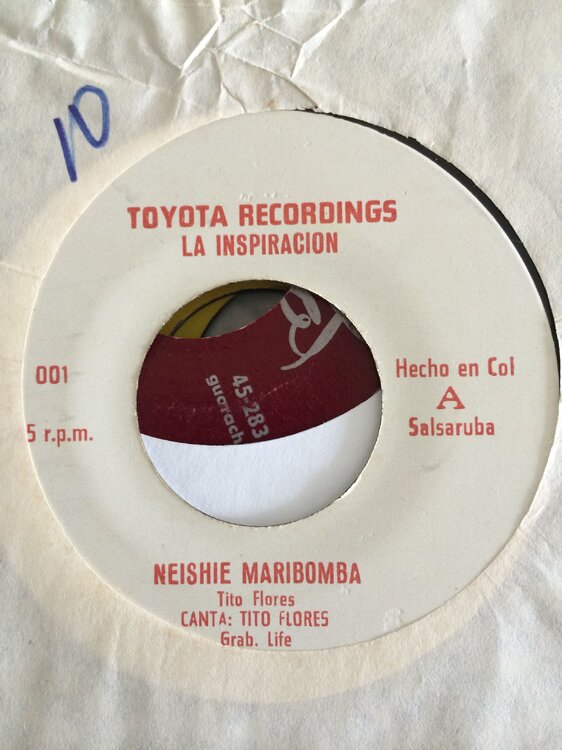 10
TOYOTA RECORDINGS
LA INSPIRACION
001
5 r.p.m.
Hecho en Col
A
Salsaruba
45-283
guarach
NEISHIE MARIBOMBA
Tito Flores
CANTA: TITO FLORES
Grab. Life